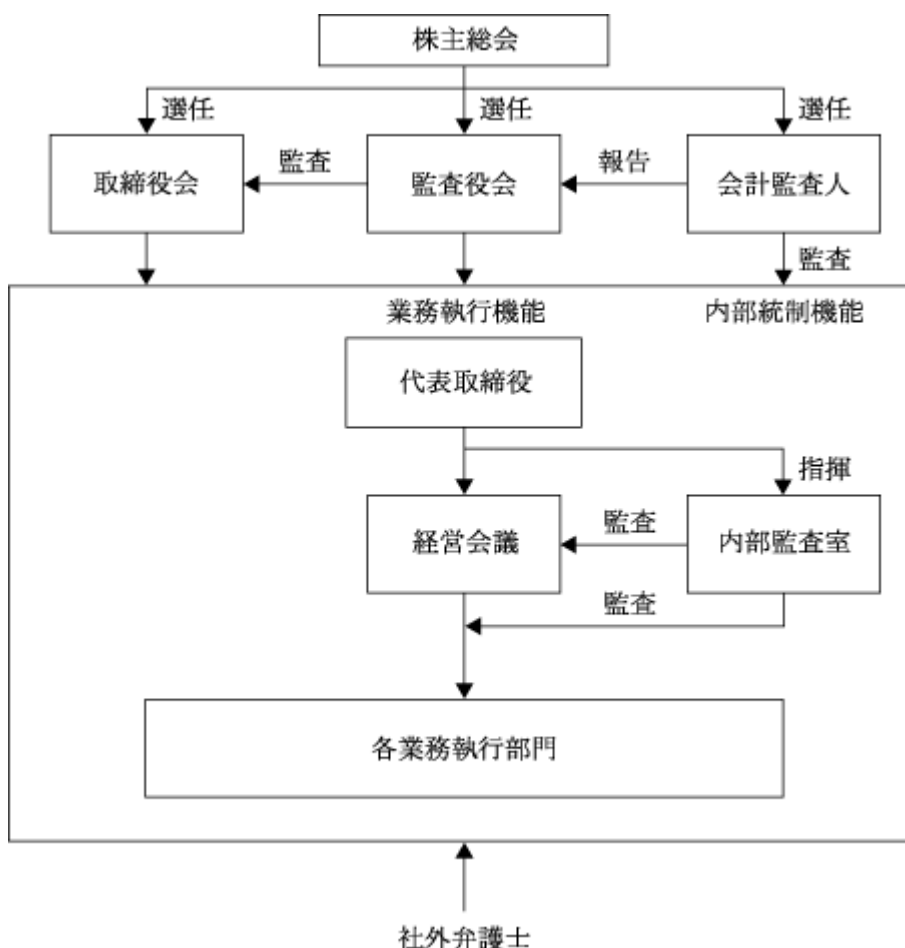 株主総会
選任
選任
選任
取締役会
監査
監査役会
報告
会計監査人
監査
業務執行機能
内部統制機能
代表取締役
指揮
経営会議
監査
内部監査室
監査
各業務執行部門
社外弁護士